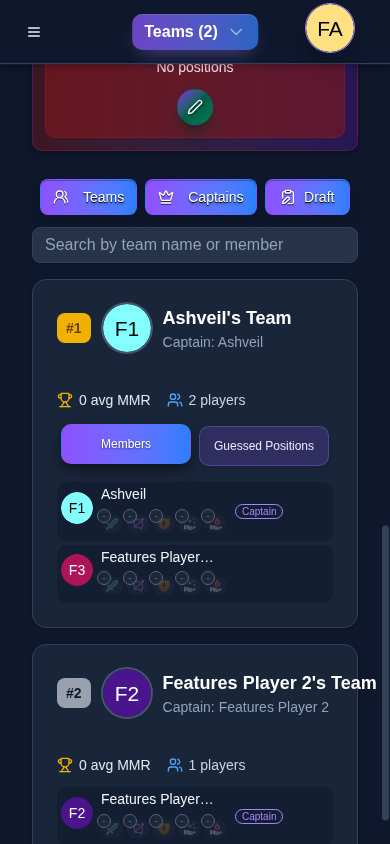 Teams (2)
FA
No positions
Teams
Captains
Draft
Search by team name or member
#1
F1
Ashveil's Team
Captain: Ashveil
0 avg MMR
2 players
Members
Guessed Positions
F1
Ashveil
Captain
F3
Features Player…
#2
F2
Features Player 2's Team
Captain: Features Player 2
0 avg MMR
1 players
F2
Features Player…
Captain